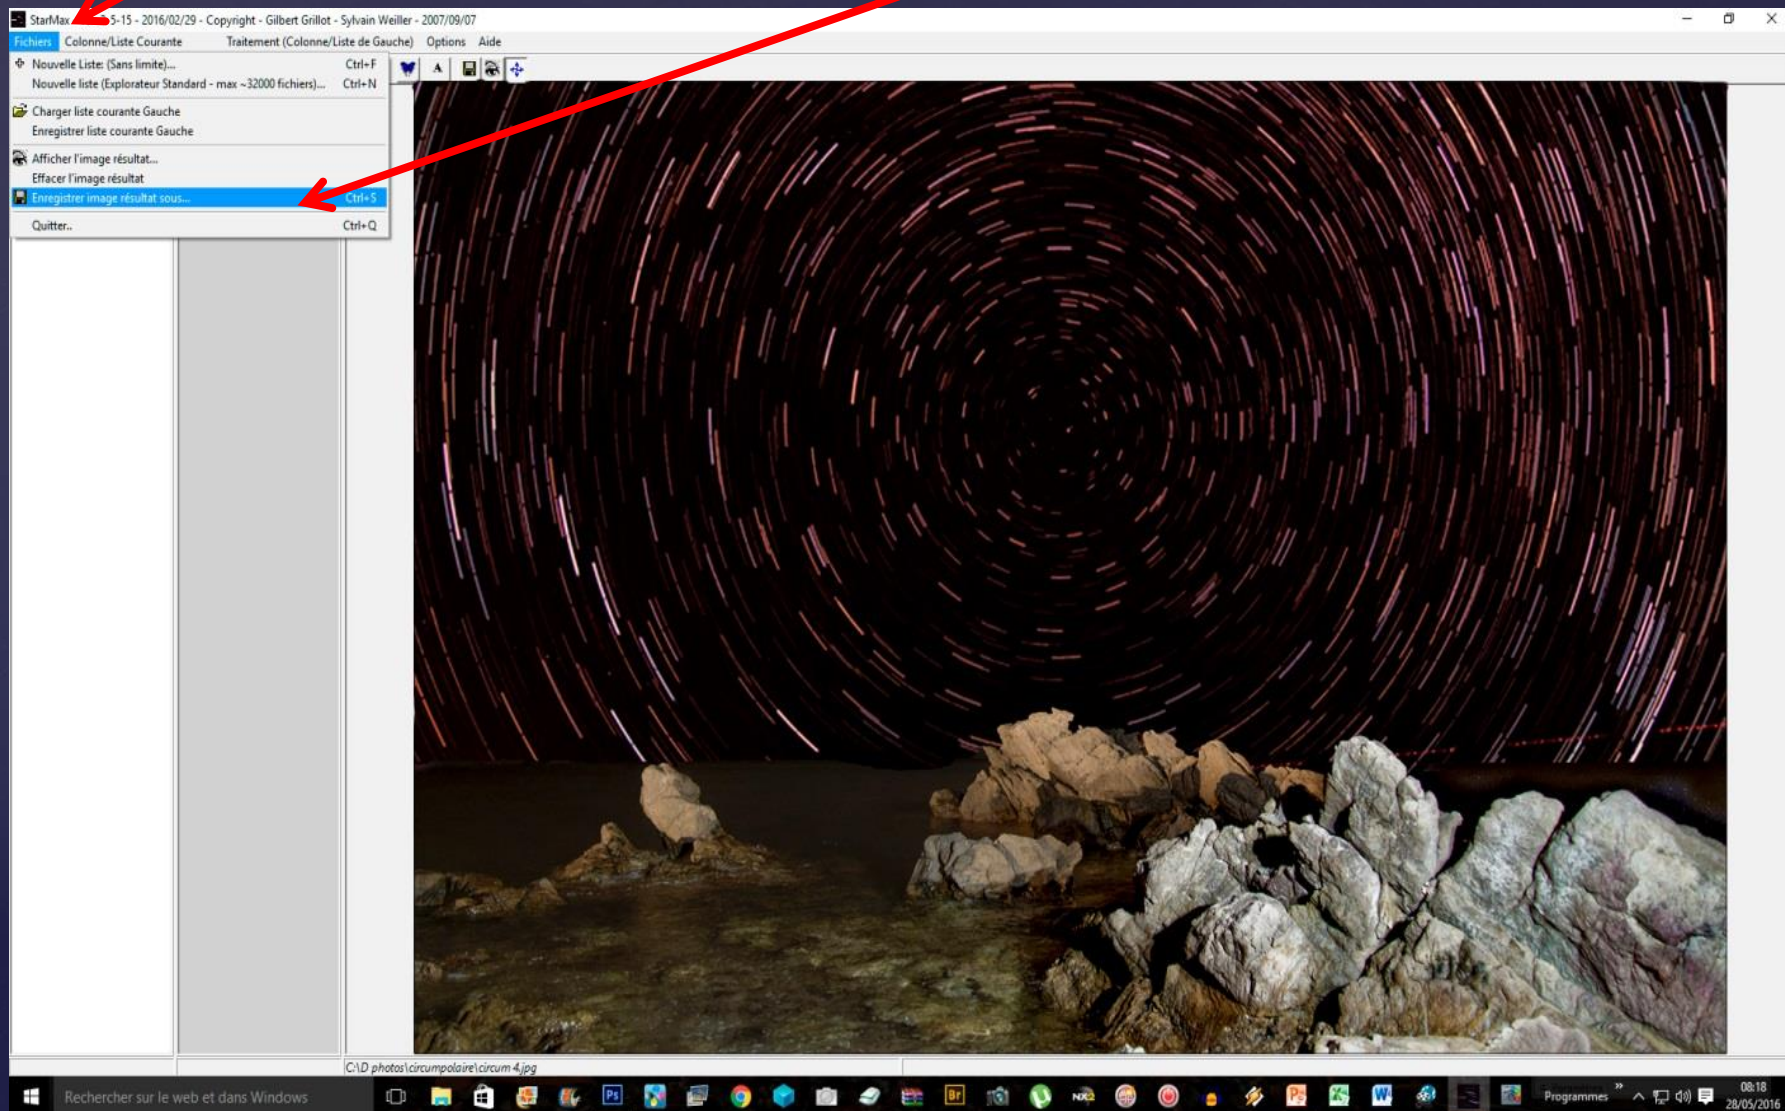 StarMax 5-15 - 2016/02/29 - Copyright - Gilbert Grillot - Sylvain Weiller - 2007/09/07
Fichiers Colonne/Liste Courante Traitement (Colonne/Liste de Gauche) Options Aide
Nouvelle Liste: (Sans limite)... Ctrl+F
Nouvelle liste (Explorateur Standard - max ~32000 fichiers)... Ctrl+N
A
Charger liste courante Gauche
Enregistrer liste courante Gauche
Afficher l'image résultat...
Effacer l'image résultat
Enregistrer image résultat sous... Ctrl+S
Quitter.. Ctrl+Q
C:\D photos\circumpolaire\circum 4.jpg
Rechercher sur le web et dans Windows
Ps
Br
NX2
Programmes
»
08:18
28/05/2016